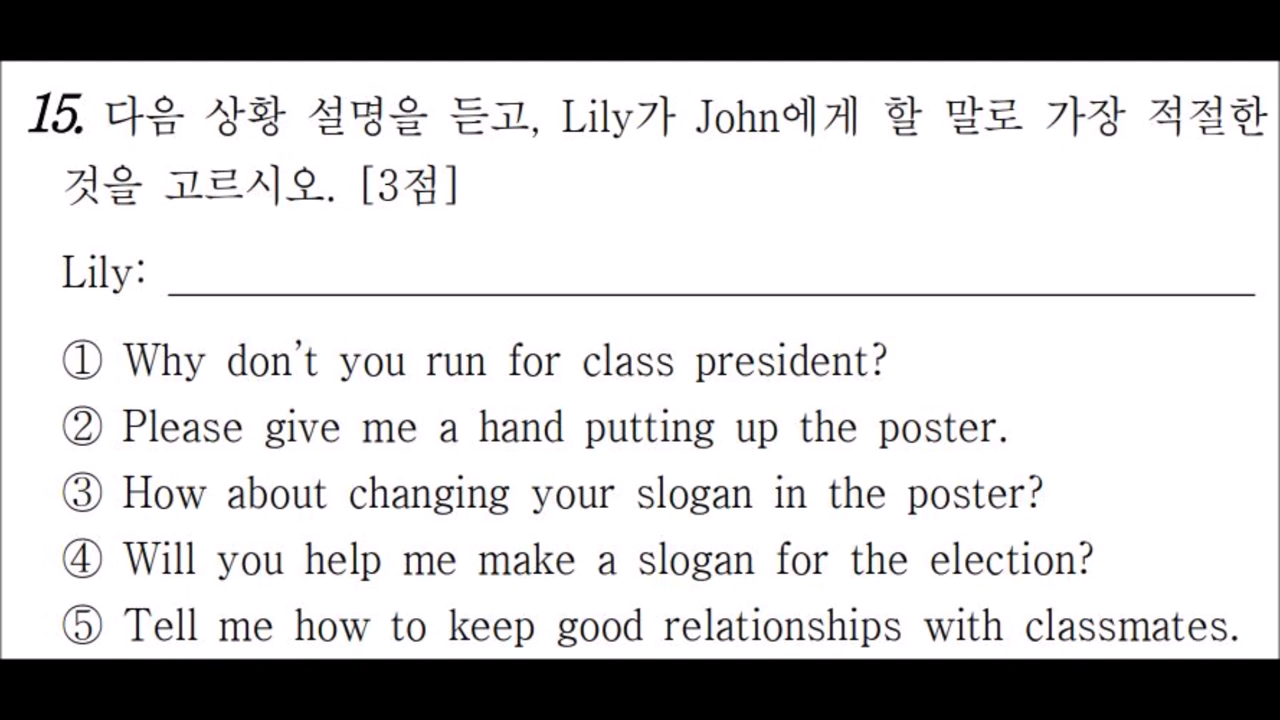 15. 다음 상황 설명을 듣고, Lily가 John에게 할 말로 가장 적절한
것을 고르시오. [3점]
Lily:
① Why don't you run for class president?
② Please give me a hand putting up the poster.
③ How about changing your slogan in the poster?
④ Will you help me make a slogan for the election?
⑤ Tell me how to keep good relationships with classmates.